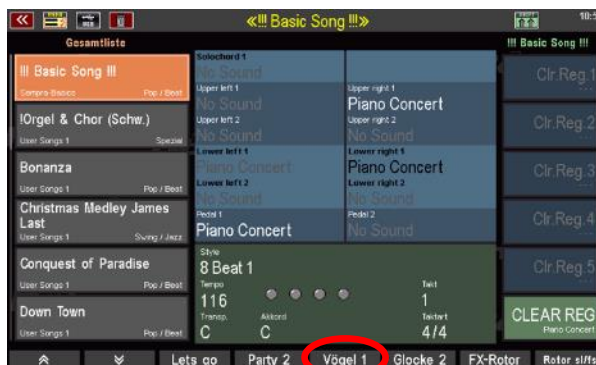 «!!! Basic Song !!!»
10:5
Gesamtliste
!!! Basic Song !!!
!!! Basic Song !!!
Pop / Beat
!Orgel & Chor (Schw.)
User Songs 1
Spezial
Bonanza
User Songs 1
Pop / Beat
Christmas Medley James
Last
User Songs 1
Swing / Jazz
Conquest of Paradise
User Songs 1
Pop / Beat
Down Town
User Songs 1
Pop / Beat
Solochord 1
No Sound
Upper left 1
No Sound
Upper right 1
Piano Concert
Upper left 2
No Sound
Upper right 2
No Sound
Lower left 1
Piano Concert
Lower right 1
Piano Concert
Lower left 2
No Sound
Lower right 2
No Sound
Pedal 1
Piano Concert
Pedal 2
No Sound
Style
8 Beat 1
Tempo
116
Takt
1
Transp.
C
Akkord
C
Taktart
4/4
Clr.Reg.1
Clr.Reg.2
Clr.Reg.3
Clr.Reg.4
Clr.Reg.5
CLEAR REG
Piano Concert
Lets go
Party 2
Vögel 1
Glocke 2
FX-Rotor
Rotor sl/fs